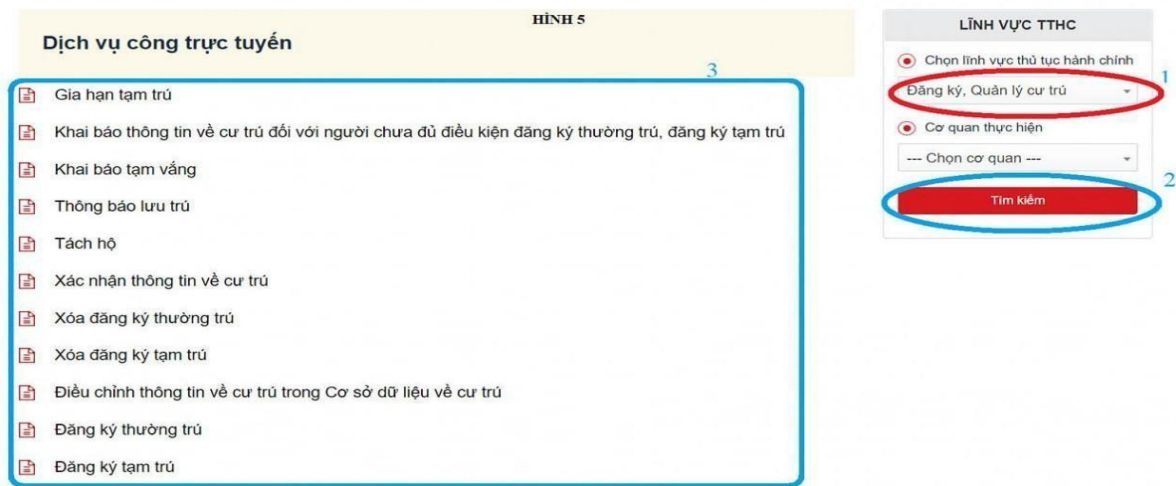 HÌNH 5
Dịch vụ công trực tuyến
3
Gia hạn tạm trú
Khai báo thông tin về cư trú đối với người chưa đủ điều kiện đăng ký thường trú, đăng ký tạm trú
Khai báo tạm vắng
Thông báo lưu trú
Tách hộ
Xác nhận thông tin về cư trú
Xóa đăng ký thường trú
Xóa đăng ký tạm trú
Điều chỉnh thông tin về cư trú trong Cơ sở dữ liệu về cư trú
Đăng ký thường trú
Đăng ký tạm trú
LĨNH VỰC TTHC
Chọn lĩnh vực thủ tục hành chính
1
Đăng ký, Quản lý cư trú
Cơ quan thực hiện
--- Chọn cơ quan ---
2
Tìm kiếm